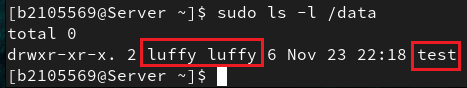 [b2105569@Server ~]$ sudo ls -l /data
total 0
drwxr-xr-x. 2 luffy luffy 6 Nov 23 22:18 test
[b2105569@Server ~]$